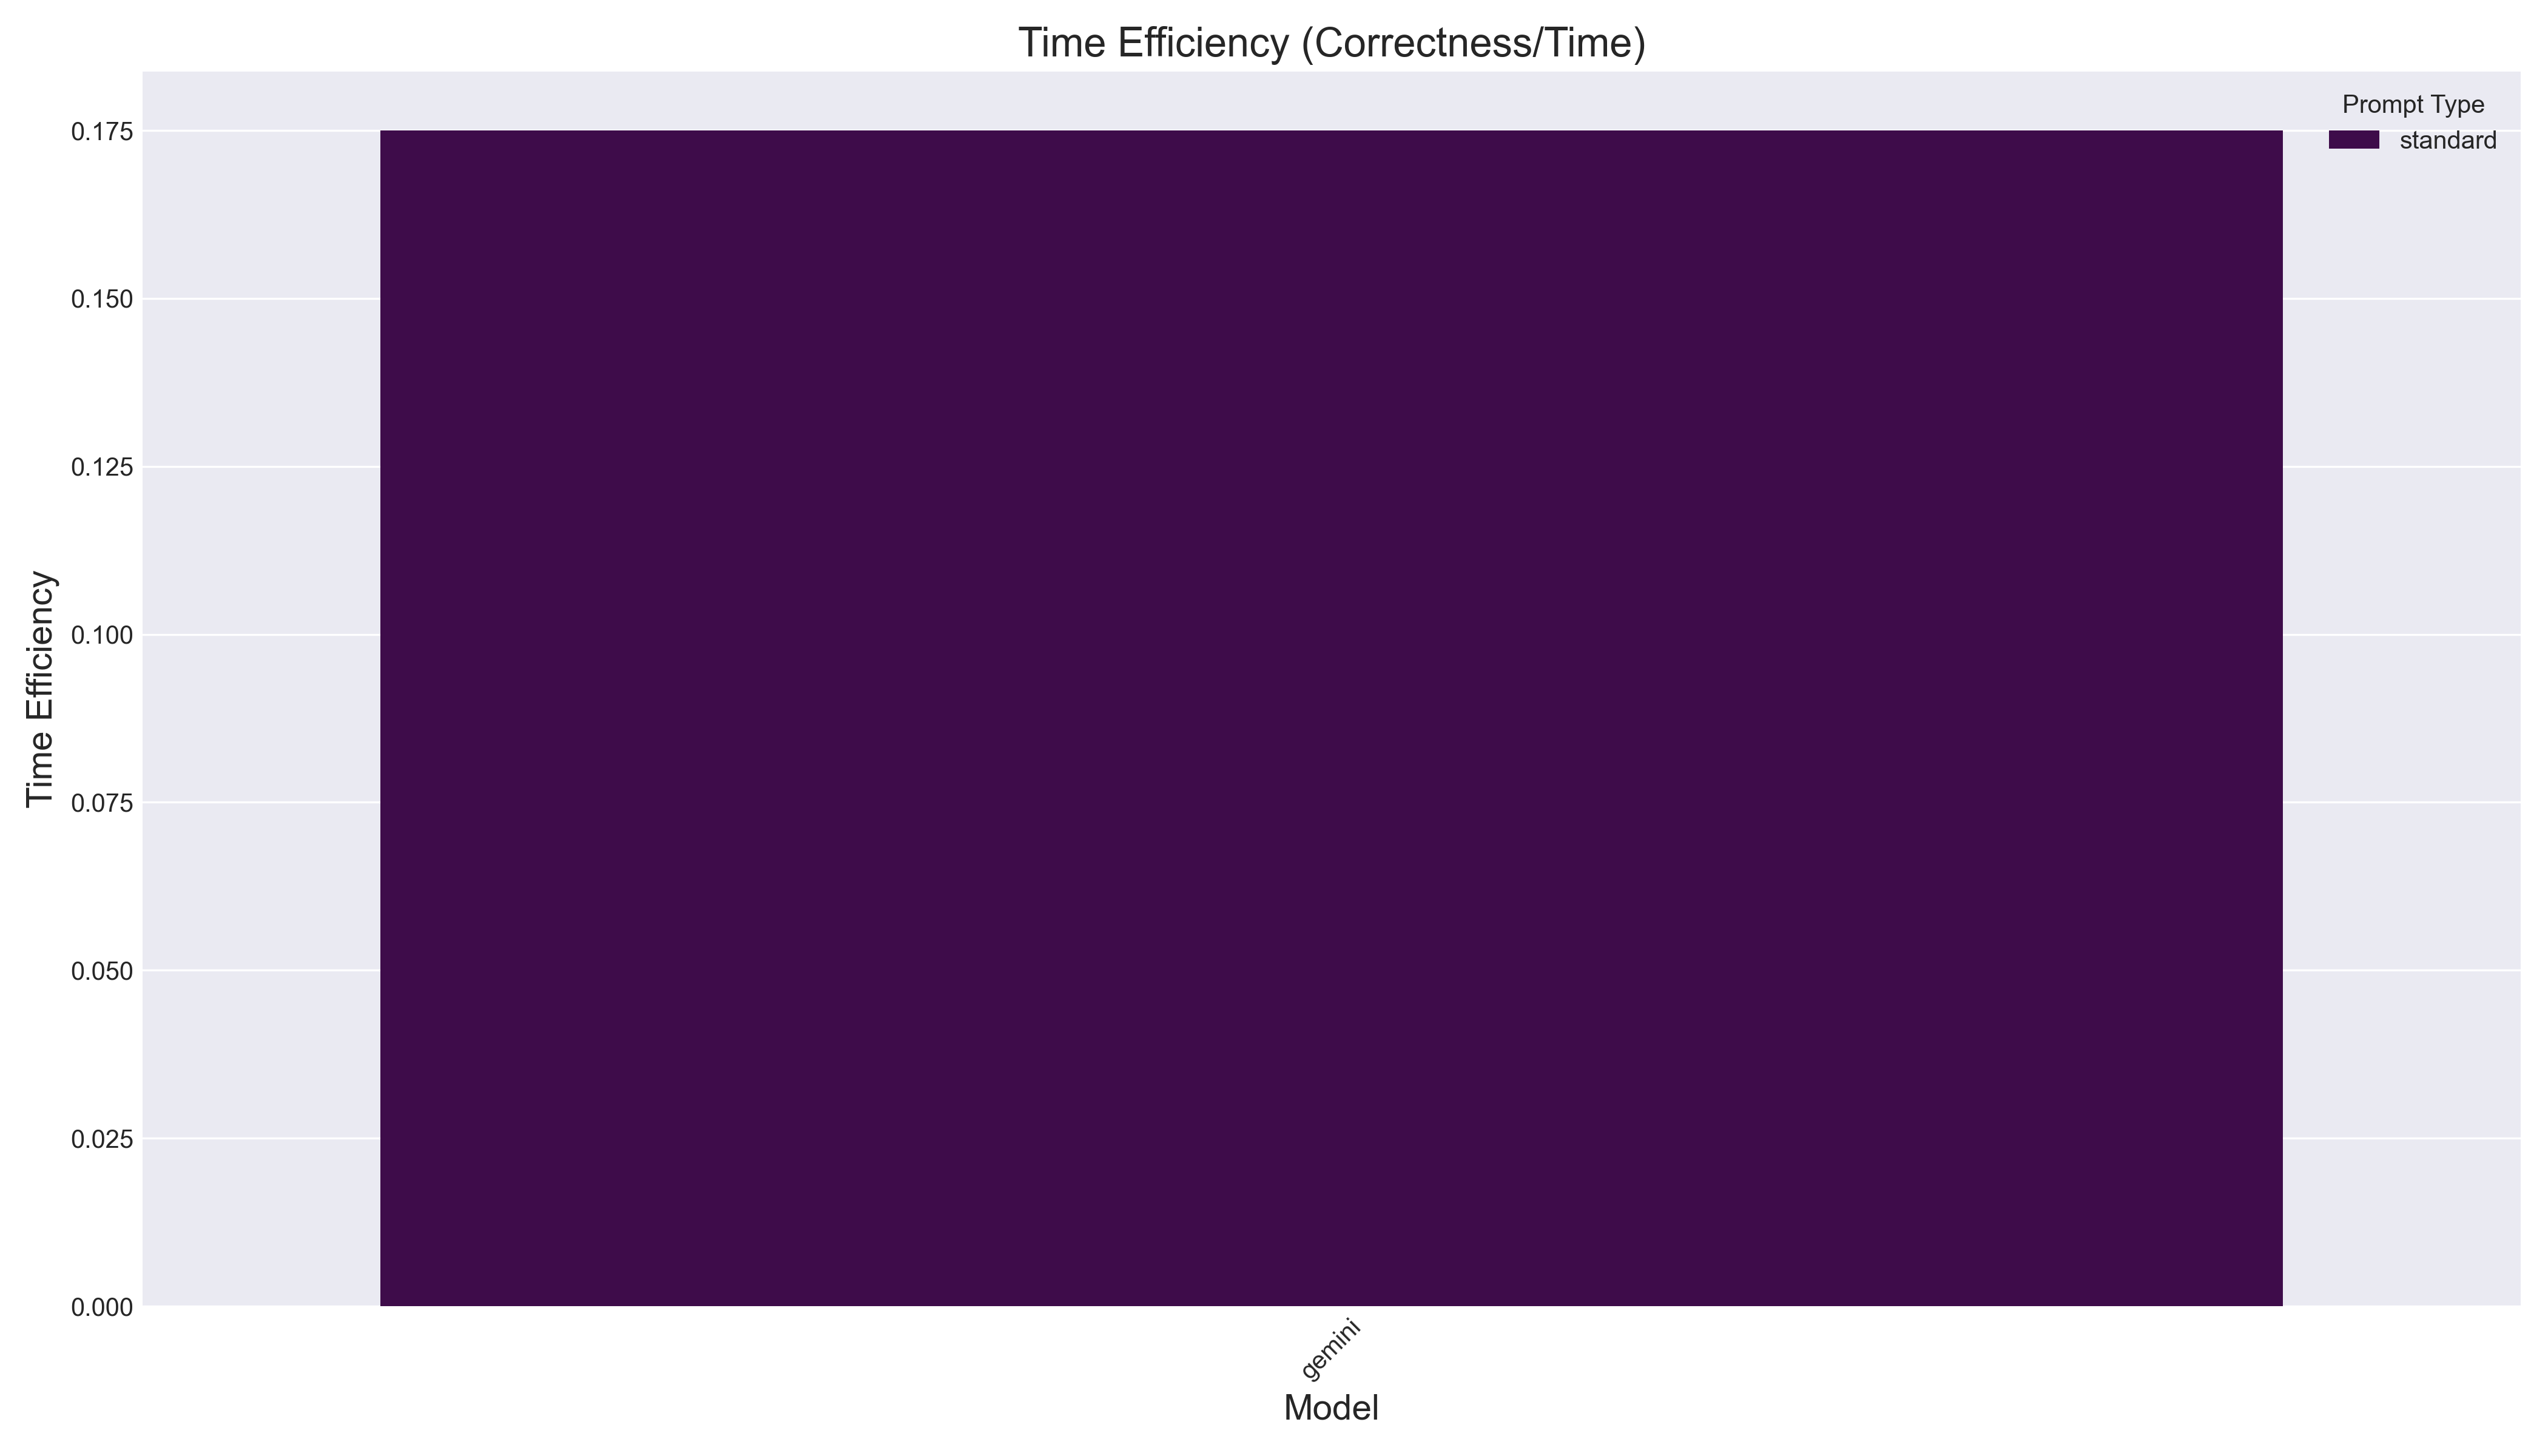 Time Efficiency (Correctness/Time)
Prompt Type
standard
Time Efficiency
0.175
0.150
0.125
0.100
0.075
0.050
0.025
0.000
gemini
Model